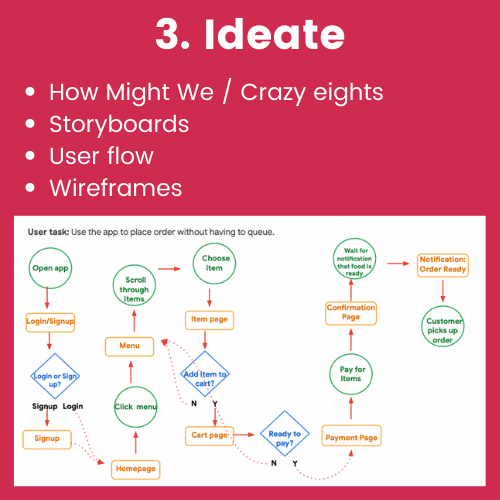 3. Ideate
How Might We / Crazy eights
Storyboards
User flow
Wireframes
User task: Use the app to place order without having to queue.
Open app
Login/Signup
Login or Sign
up?
Signup Login
Signup
Scroll
through
items
Menu
Click menu
Homepage
Choose
item
Item page
Add item to
cart?
N Y
Cart page
Ready to
pay?
N Y
Wait for
notification
that food is
ready
Confirmation
Page
Pay for
items
Payment Page
Notification:
Order Ready
Customer
picks up
order